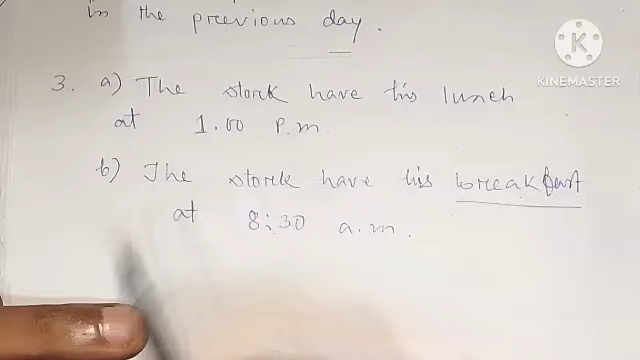 in the previous day.
KINEMASTER
3. a) The stork have his lunch
at 1.00 P.m.
b) The stork have his breakfast
at 8:30 a.m.